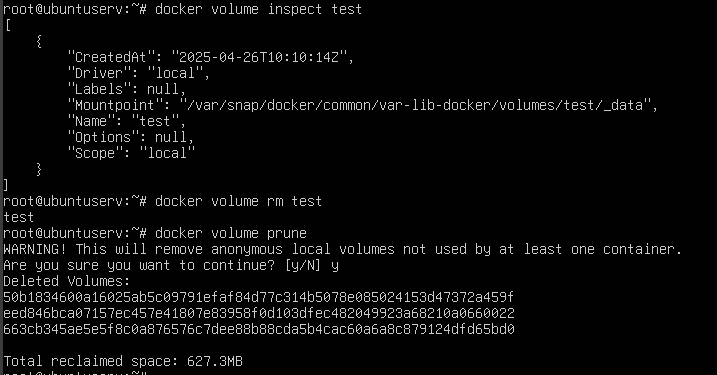 root@ubuntuserv:~# docker volume inspect test
[
    {
        "CreatedAt": "2025-04-26T10:10:14Z",
        "Driver": "local",
        "Labels": null,
        "Mountpoint": "/var/snap/docker/common/var-lib-docker/volumes/test/_data",
        "Name": "test",
        "Options": null,
        "Scope": "local"
    }
]
root@ubuntuserv:~# docker volume rm test
test
root@ubuntuserv:~# docker volume prune
WARNING! This will remove anonymous local volumes not used by at least one container.
Are you sure you want to continue? [y/N] y
Deleted Volumes:
50b1834600a16025ab5c09791efaf84d77c314b5078e085024153d47372a459f
eed846bca07157ec457e41807e83958f0d103dfec482049923a68210a0660022
663cb345ae5e5f8c0a876576c7dee88b88cda5b4cac60a6a8c879124dfd65bd0

Total reclaimed space: 627.3MB
root@ubuntuserv:~#